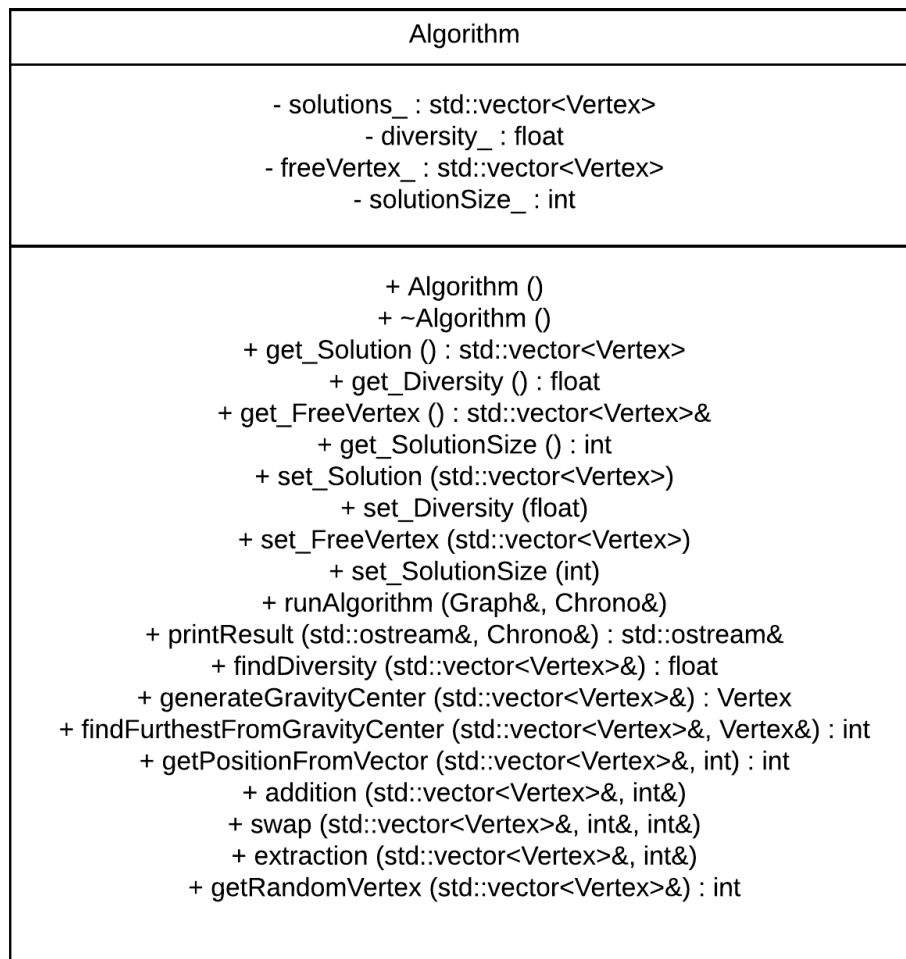 Algorithm
- solutions_ : std::vector<Vertex>
- diversity_ : float
- freeVertex_ : std::vector<Vertex>
- solutionSize_ : int
+ Algorithm ()
+ ~Algorithm ()
+ get_Solution () : std::vector<Vertex>
+ get_Diversity () : float
+ get_FreeVertex () : std::vector<Vertex>&
+ get_SolutionSize () : int
+ set_Solution (std::vector<Vertex>)
+ set_Diversity (float)
+ set_FreeVertex (std::vector<Vertex>)
+ set_SolutionSize (int)
+ runAlgorithm (Graph&, Chrono&)
+ printResult (std::ostream&, Chrono&) : std::ostream&
+ findDiversity (std::vector<Vertex>&) : float
+ generateGravityCenter (std::vector<Vertex>&) : Vertex
+ findFurthestFromGravityCenter (std::vector<Vertex>&, Vertex&) : int
+ getPositionFromVector (std::vector<Vertex>&, int) : int
+ addition (std::vector<Vertex>&, int&)
+ swap (std::vector<Vertex>&, int&, int&)
+ extraction (std::vector<Vertex>&, int&)
+ getRandomVertex (std::vector<Vertex>&) : int